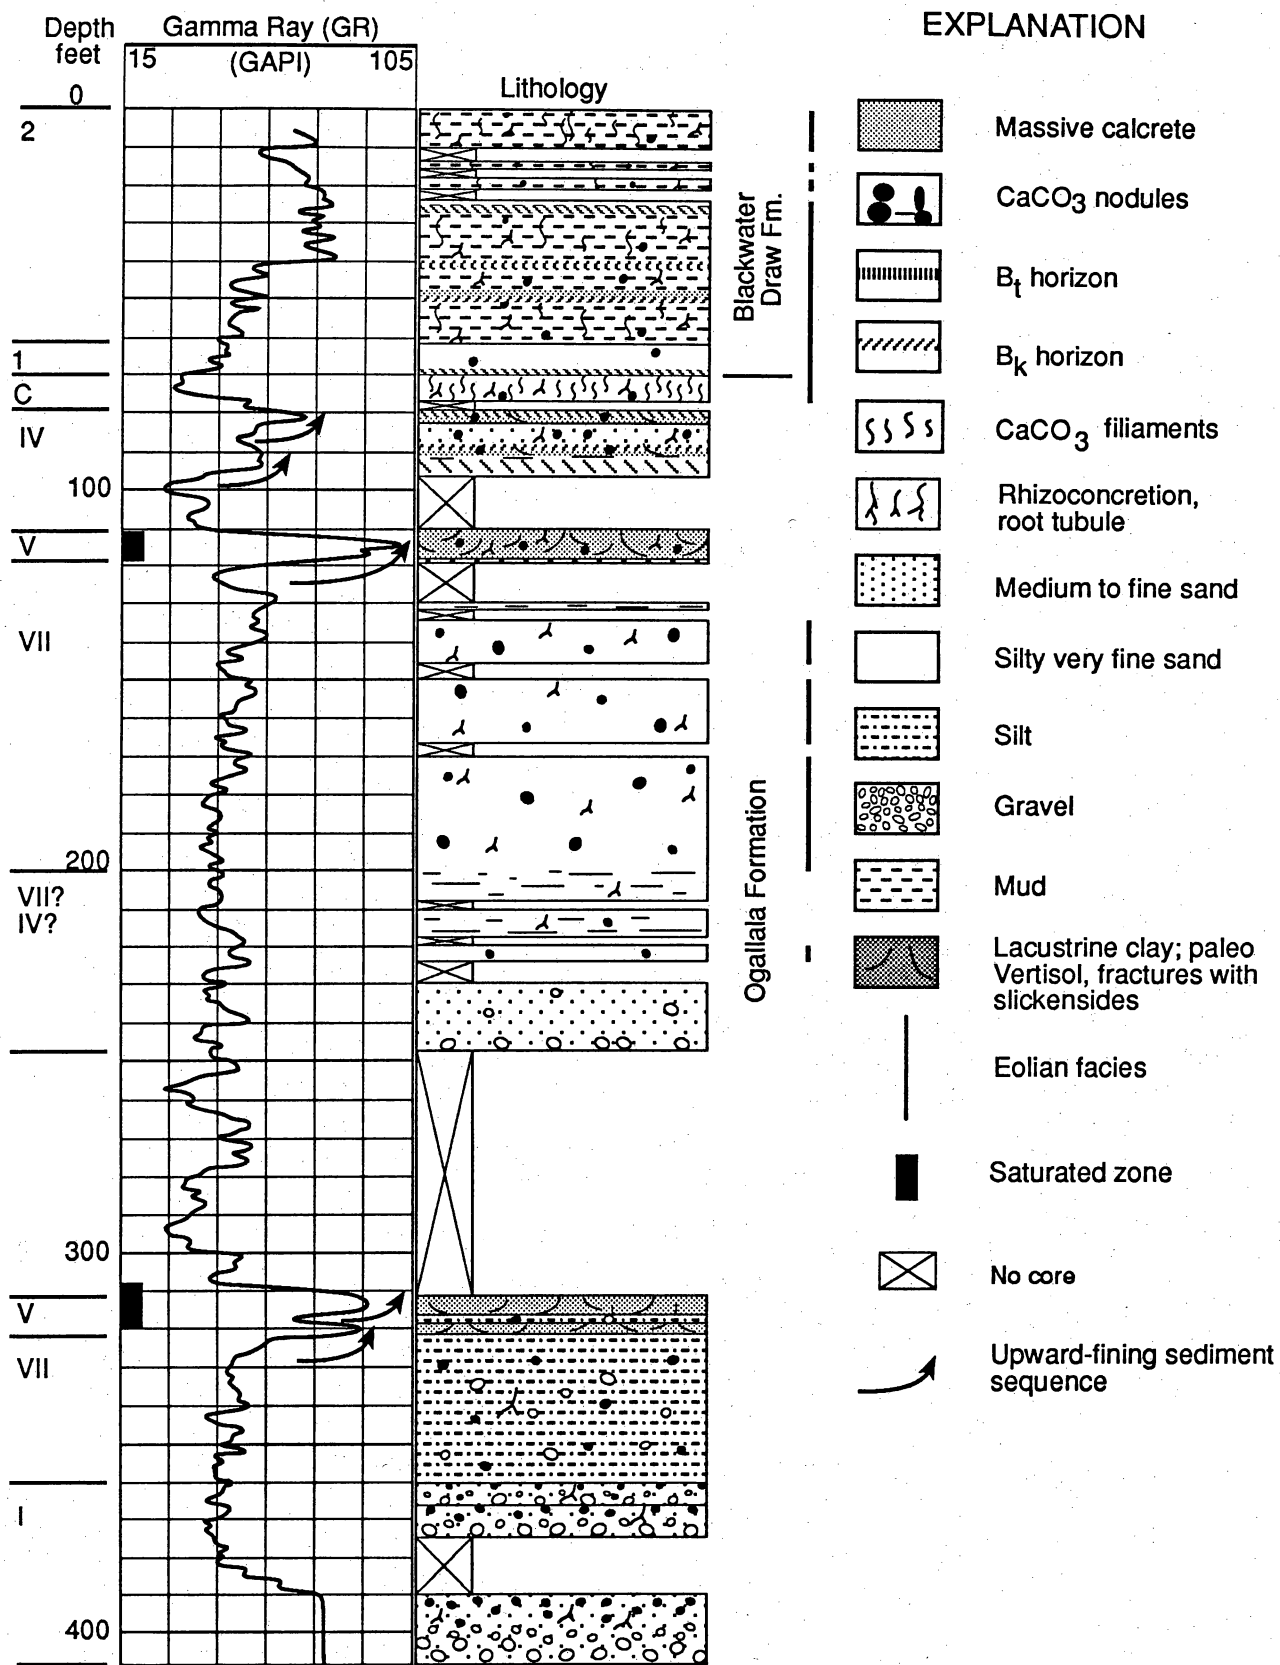 Depth
feet
Gamma Ray (GR)
15 (GAPI) 105
Lithology
0
2
1
C
IV
100
V
VII
200
VII?
IV?
300
V
VII
I
400
Blackwater
Draw Fm.
Ogallala Formation
EXPLANATION
Massive calcrete
CaCO3 nodules
Bt horizon
Bk horizon
CaCO3 filiaments
Rhizoconcretion,
root tubule
Medium to fine sand
Silty very fine sand
Silt
Gravel
Mud
Lacustrine clay; paleo
Vertisol, fractures with
slickensides
Eolian facies
Saturated zone
No core
Upward-fining sediment
sequence